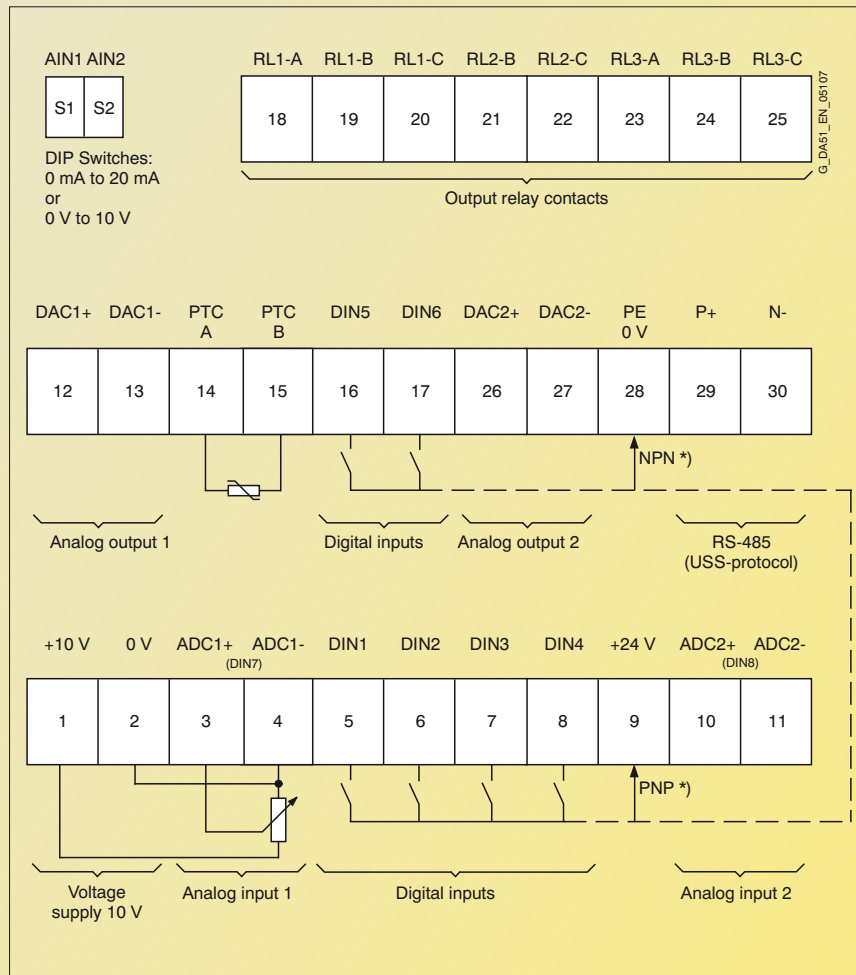 AIN1 AIN2
S1 S2
DIP Switches:
0 mA to 20 mA
or
0 V to 10 V
RL1-A RL1-B RL1-C RL2-B RL2-C RL3-A RL3-B RL3-C
18 19 20 21 22 23 24 25
Output relay contacts
G_DA51_EN_05107
DAC1+ DAC1- PTC A PTC B DIN5 DIN6 DAC2+ DAC2- PE 0 V P+ N-
12 13 14 15 16 17 26 27 28 29 30
NPN *)
Analog output 1
Digital inputs
Analog output 2
RS-485
(USS-protocol)
+10 V 0 V ADC1+ ADC1- DIN1 DIN2 DIN3 DIN4 +24 V ADC2+ ADC2-
(DIN7) (DIN8)
1 2 3 4 5 6 7 8 9 10 11
PNP *)
Voltage
supply 10 V
Analog input 1
Digital inputs
Analog input 2